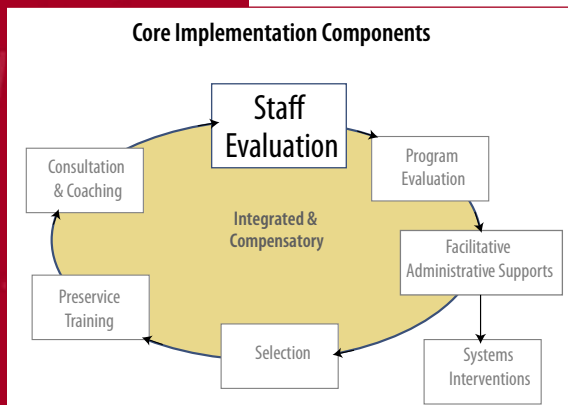 Core Implementation Components
Staff
Evaluation
Program
Evaluation
Facilitative
Administrative Supports
Systems
Interventions
Selection
Preservice
Training
Consultation
& Coaching
Integrated &
Compensatory